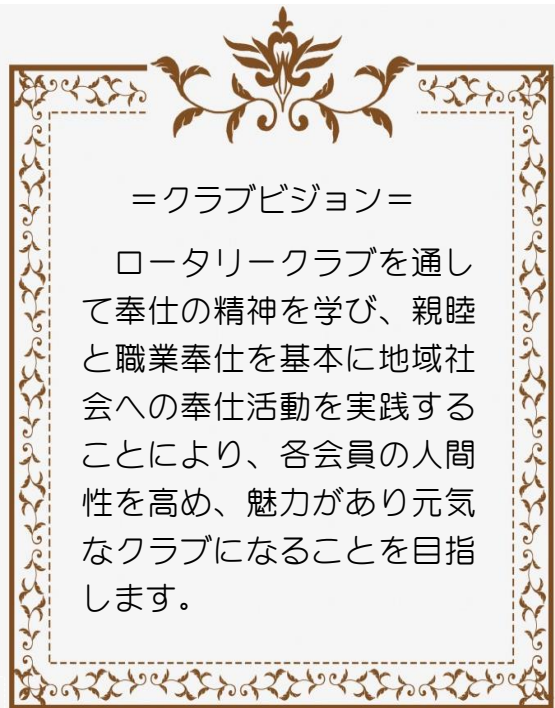 =クラブビジョン=
　ロータリークラブを通し
て奉仕の精神を学び、親睦
と職業奉仕を基本に地域社
会への奉仕活動を実践する
ことにより、各会員の人間
性を高め、魅力があり元気
なクラブになることを目指
します。